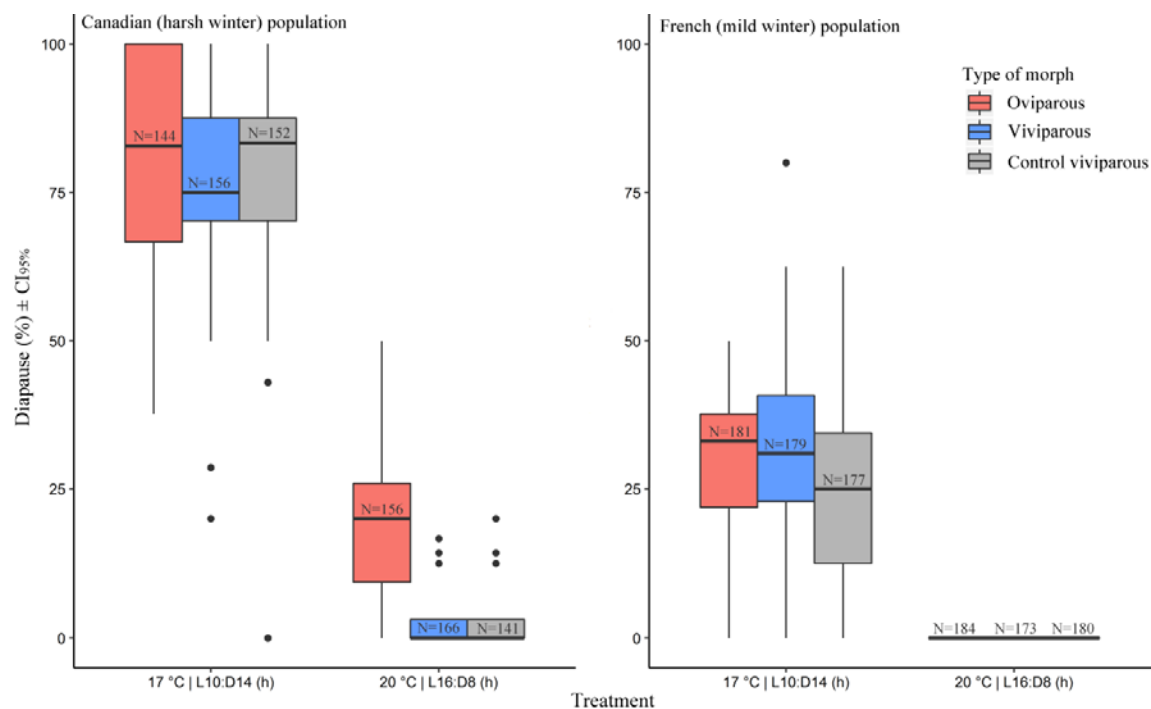 Canadian (harsh winter) population
French (mild winter) population
Type of morph
Oviparous
Viviparous
Control viviparous
Diapause (%) ± CI95%
100
75
50
25
0
N=144
N=156
N=152
N=156
N=166
N=141
17 °C | L10:D14 (h)
20 °C | L16:D8 (h)
100
75
50
25
0
N=181
N=179
N=177
N=184
N=173
N=180
17 °C | L10:D14 (h)
20 °C | L16:D8 (h)
Treatment